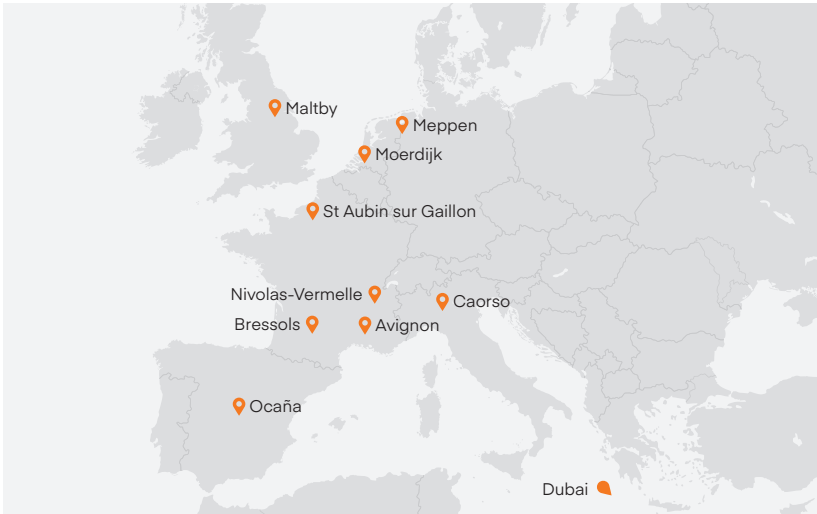 Maltby
Meppen
Moerdijk
St Aubin sur Gaillon
Nivolas-Vermelle
Caorso
Bressols
Avignon
Ocaña
Dubai